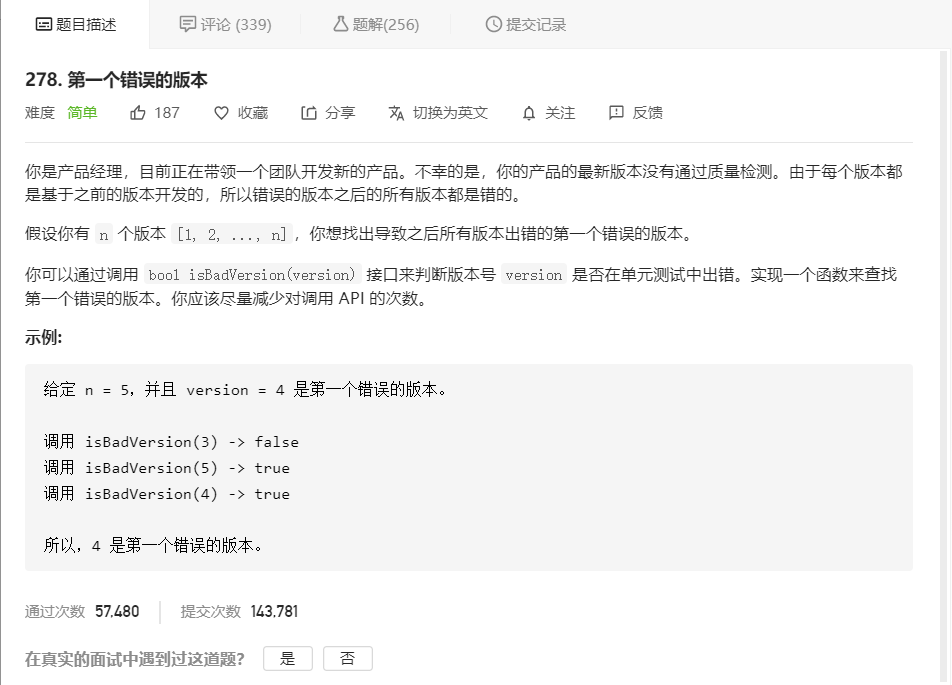 题目描述 评论 (339) 题解(256) 提交记录
278. 第一个错误的版本
难度 简单 187 收藏 分享 切换为英文 关注 反馈
你是产品经理，目前正在带领一个团队开发新的产品。不幸的是，你的产品的最新版本没有通过质量检测。由于每个版本都
是基于之前的版本开发的，所以错误的版本之后的所有版本都是错的。
假设你有 n 个版本 [1, 2, ..., n]，你想找出导致之后所有版本出错的第一个错误的版本。
你可以通过调用 bool isBadVersion(version) 接口来判断版本号 version 是否在单元测试中出错。实现一个函数来查找
第一个错误的版本。你应该尽量减少对调用 API 的次数。
示例:
给定 n = 5，并且 version = 4 是第一个错误的版本。
调用 isBadVersion(3) -> false
调用 isBadVersion(5) -> true
调用 isBadVersion(4) -> true
所以，4 是第一个错误的版本。
通过次数 57,480 提交次数 143,781
在真实的面试中遇到过这道题? 是 否